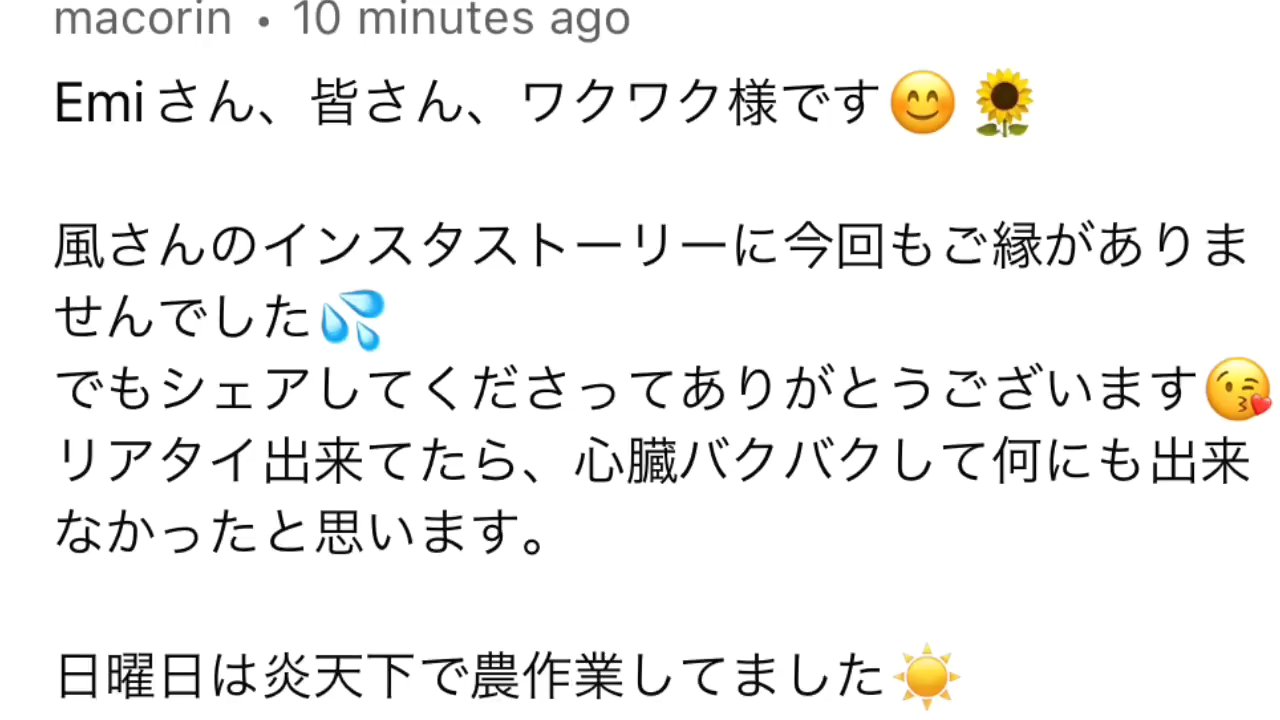 macorin • 10 minutes ago
Emiさん、皆さん、ワクワク様です😊🌻
風さんのインスタストーリーに今回もご縁がありま
せんでした💦
でもシェアしてくださってありがとうございます😘
リアタイ出来てたら、心臓バクバクして何にも出来
なかったと思います。
日曜日は炎天下で農作業してました☀️